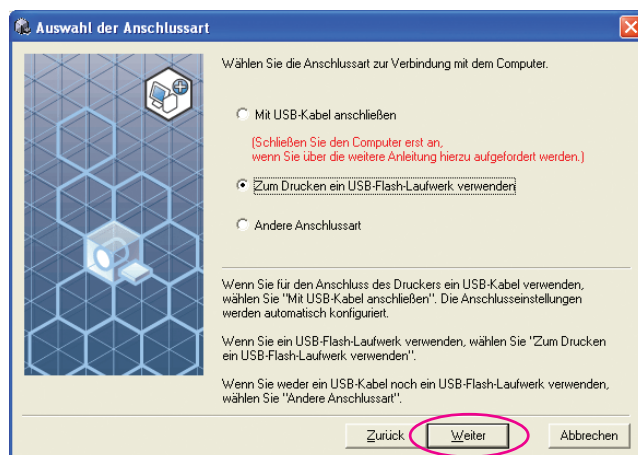 Auswahl der Anschlussart
Wählen Sie die Anschlussart zur Verbindung mit dem Computer.
Mit USB-Kabel anschließen
(Schließen Sie den Computer erst an,
wenn Sie über die weitere Anleitung hierzu aufgefordert werden.)
Zum Drucken ein USB-Flash-Laufwerk verwenden
Andere Anschlussart
Wenn Sie für den Anschluss des Druckers ein USB-Kabel verwenden,
wählen Sie "Mit USB-Kabel anschließen". Die Anschlusseinstellungen
werden automatisch konfiguriert.
Wenn Sie ein USB-Flash-Laufwerk verwenden, wählen Sie "Zum Drucken
ein USB-Flash-Laufwerk verwenden".
Wenn Sie weder ein USB-Kabel noch ein USB-Flash-Laufwerk verwenden,
wählen Sie "Andere Anschlussart".
Zurück Weiter Abbrechen